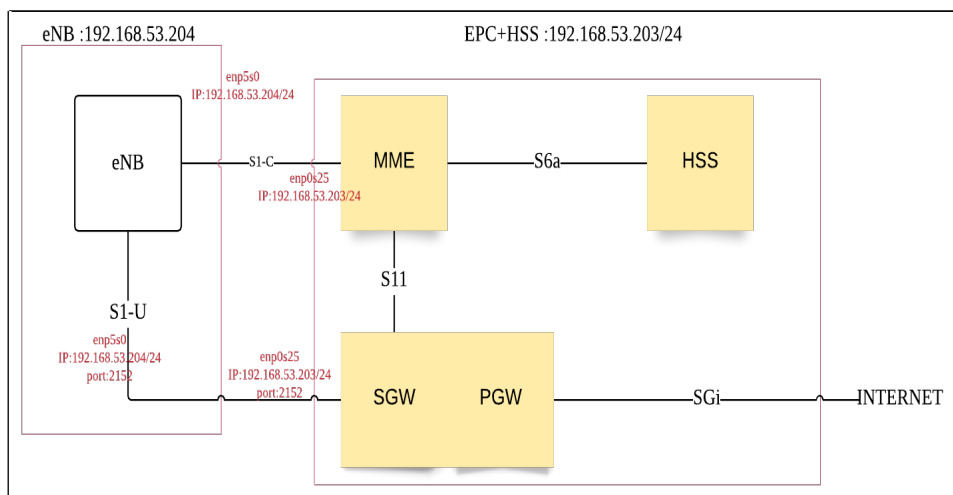 eNB :192.168.53.204
EPC+HSS :192.168.53.203/24
enp5s0
IP:192.168.53.204/24
eNB
S1-C
MME
S6a
HSS
enp0s25
IP:192.168.53.203/24
S11
S1-U
enp5s0
IP:192.168.53.204/24
port:2152
enp0s25
IP:192.168.53.203/24
port:2152
SGW
PGW
SGi
INTERNET